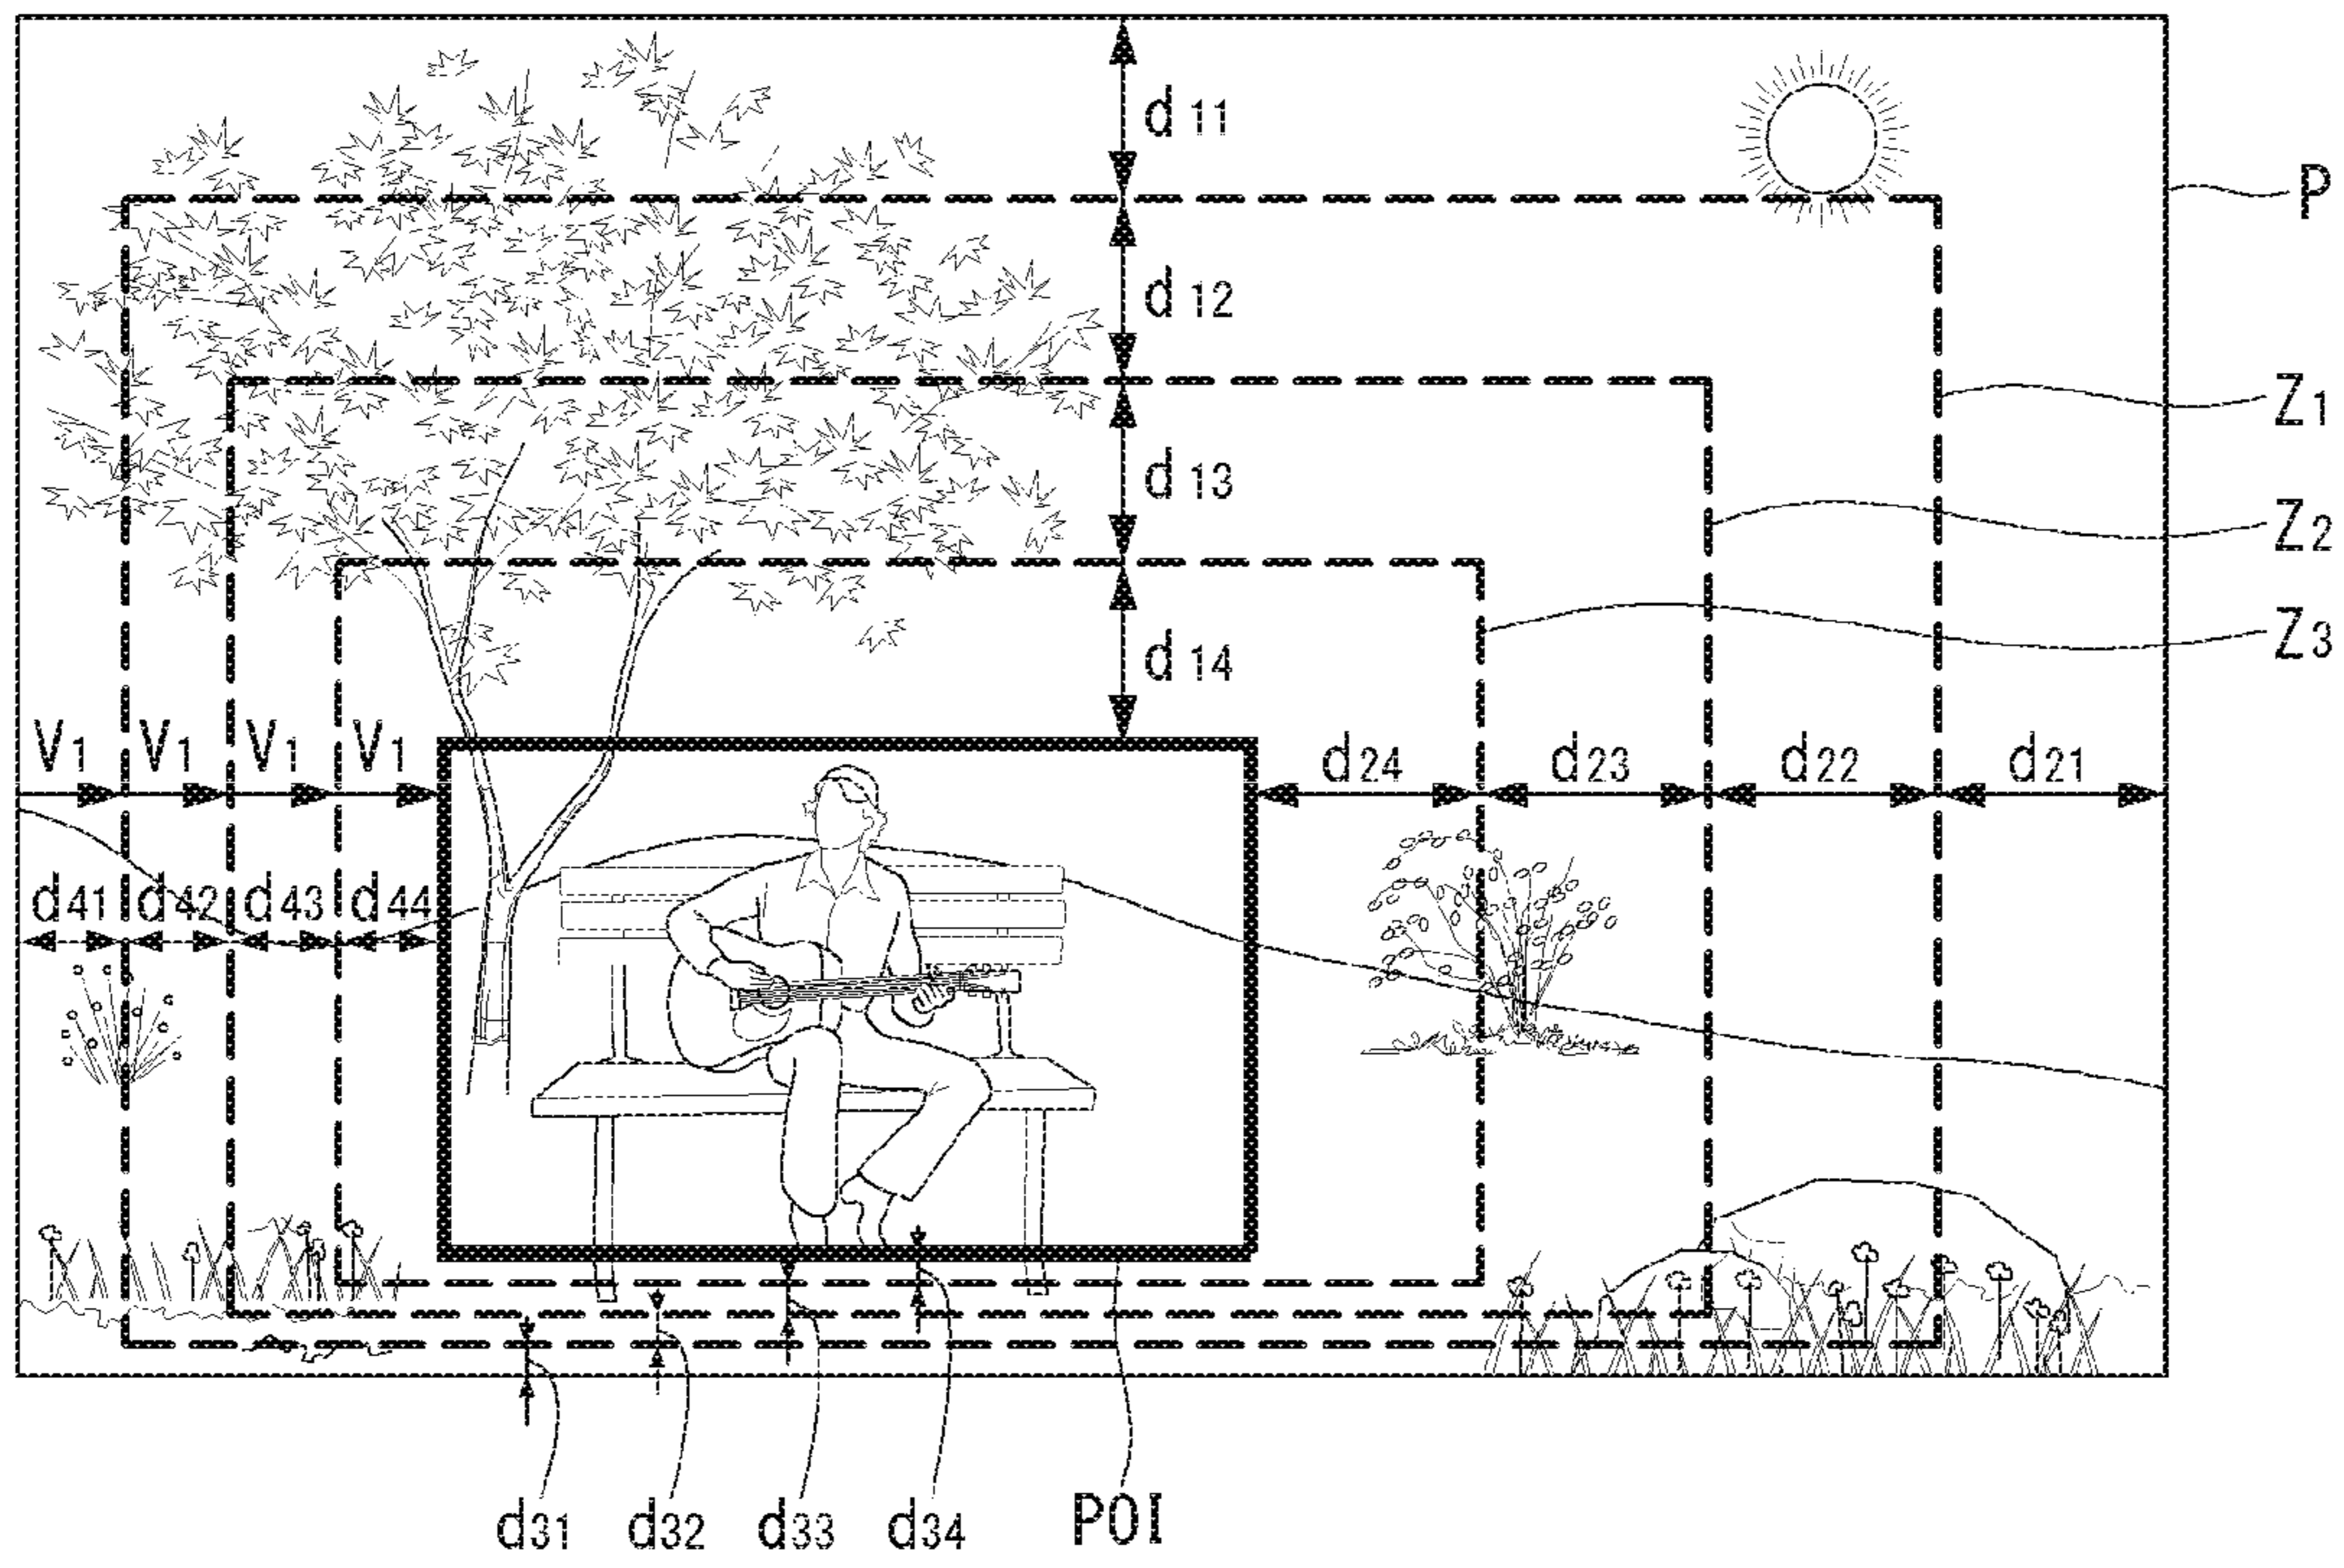 d11
P
d12
Z1
d13
Z2
Z3
d14
V1 V1 V1 V1
d24 d23 d22 d21
d41 d42 d43 d44
d31 d32 d33 d34 POI